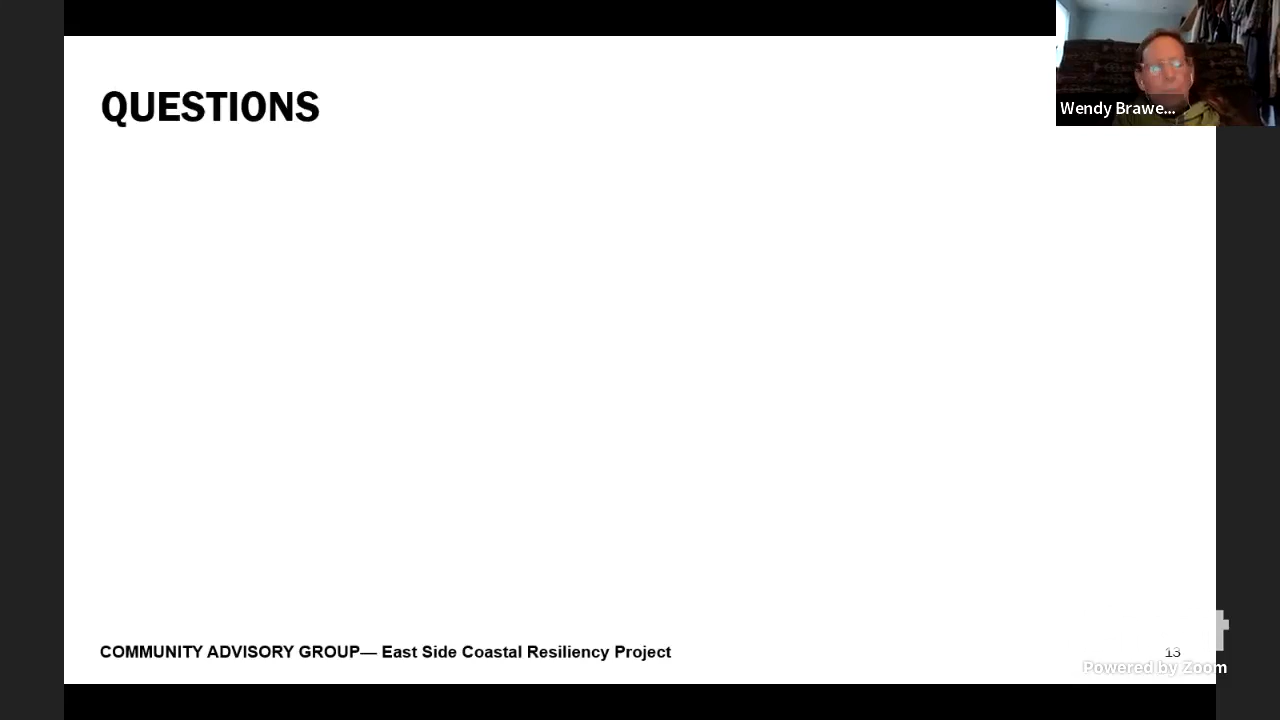 QUESTIONS
Wendy Brawe...
COMMUNITY ADVISORY GROUP— East Side Coastal Resiliency Project
13
Powered by Zoom